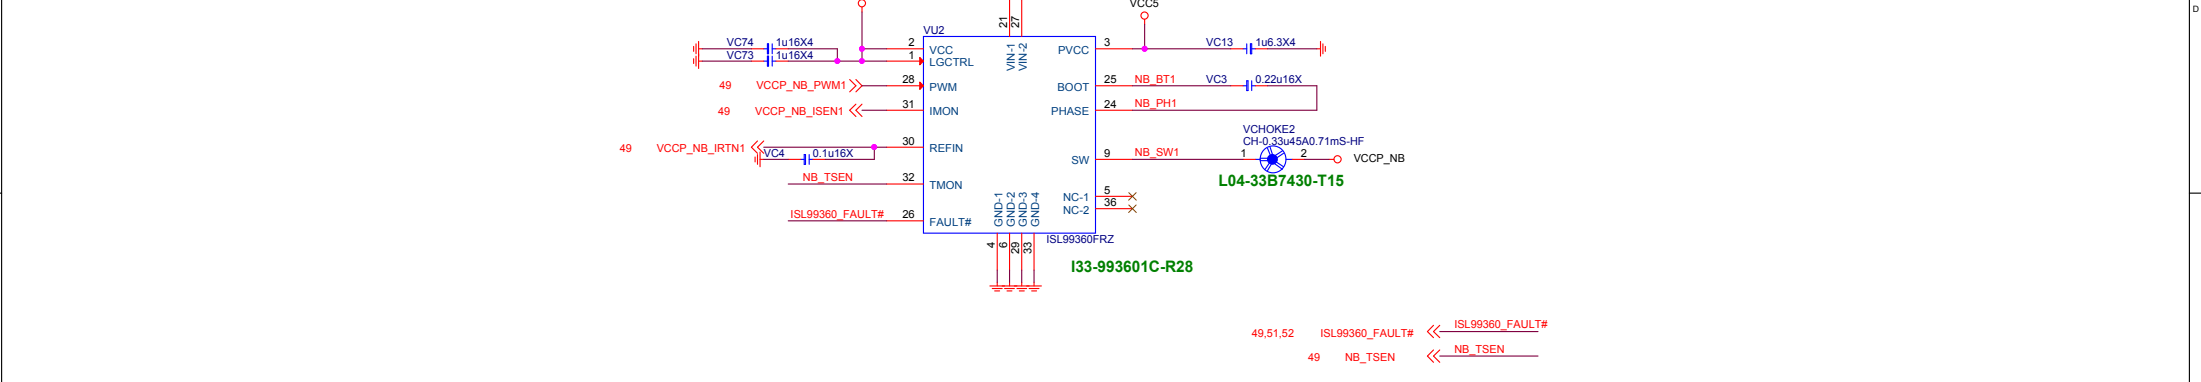 VCC5
D
21
27
VU2
VC74 1u16X4
2 VCC
VIN-1
VIN-2
PVCC 3
VC13 1u6.3X4
VC73 1u16X4
1 LGCTRL
49 VCCP_NB_PWM1
28 PWM
BOOT 25 NB_BT1
VC3 0.22u16X
49 VCCP_NB_ISEN1
31 IMON
PHASE 24 NB_PH1
VCHOKE2
CH-0.33u45A0.71mS-HF
49 VCCP_NB_IRTN1
30 REFIN
VC4 0.1u16X
SW 9 NB_SW1
1 2 VCCP_NB
L04-33B7430-T15
NB_TSEN 32 TMON
GND-1
GND-2
GND-3
GND-4
NC-1 5
NC-2 36
ISL99360_FAULT# 26 FAULT#
ISL99360FRZ
4
6
29
33
I33-993601C-R28
49,51,52 ISL99360_FAULT# ISL99360_FAULT#
49 NB_TSEN NB_TSEN